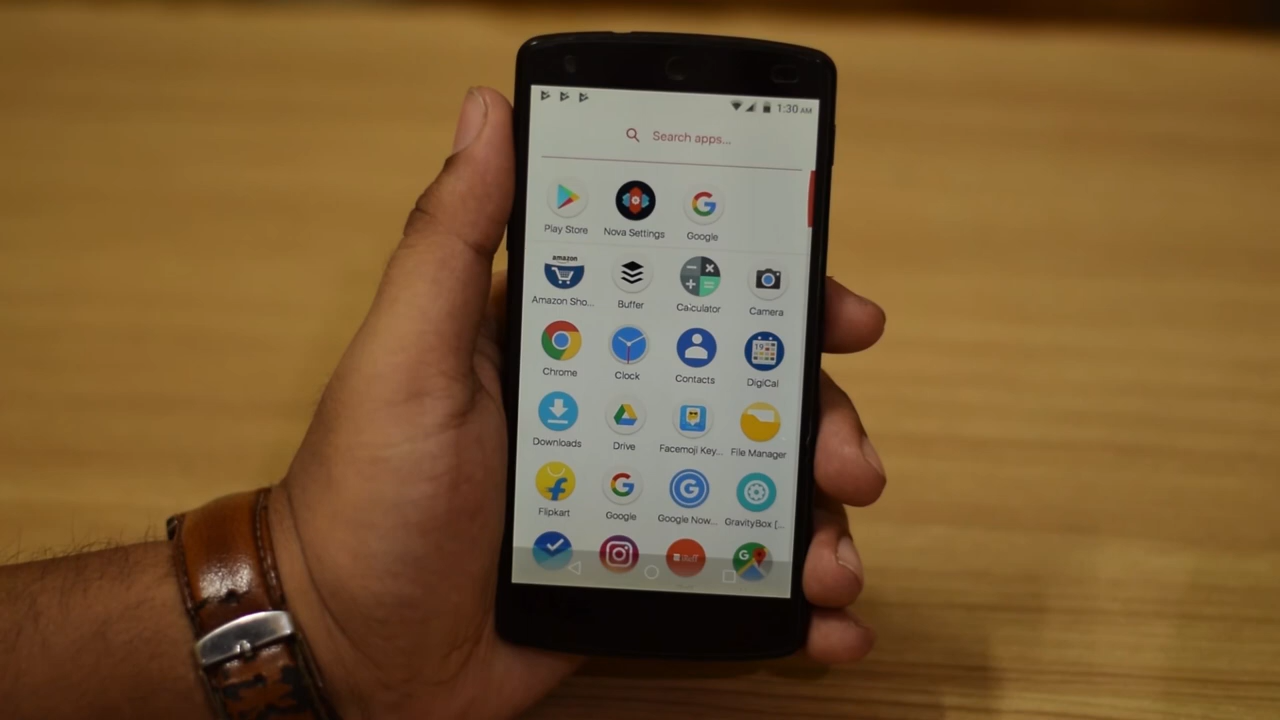 1:30 AM
Search apps...
Play Store
Nova Settings
Google
amazon
Amazon Sho...
Buffer
Calculator
Camera
Chrome
Clock
Contacts
19
DigiCal
Downloads
Drive
Facemoji Key...
File Manager
Flipkart
Google
Google Now...
GravityBox [...